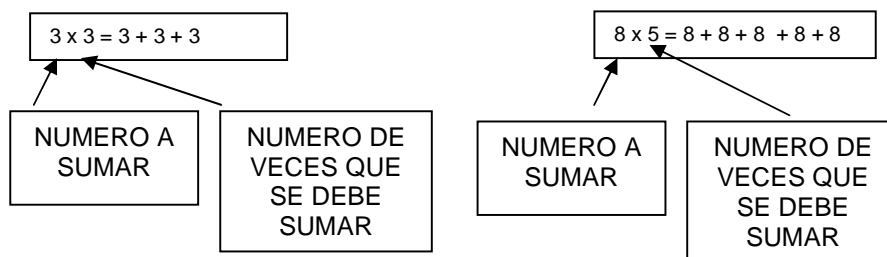 3 x 3 = 3 + 3 + 3
8 x 5 = 8 + 8 + 8 + 8 + 8
NUMERO A
SUMAR
NUMERO DE
VECES QUE
SE DEBE
SUMAR
NUMERO A
SUMAR
NUMERO DE
VECES QUE
SE DEBE
SUMAR